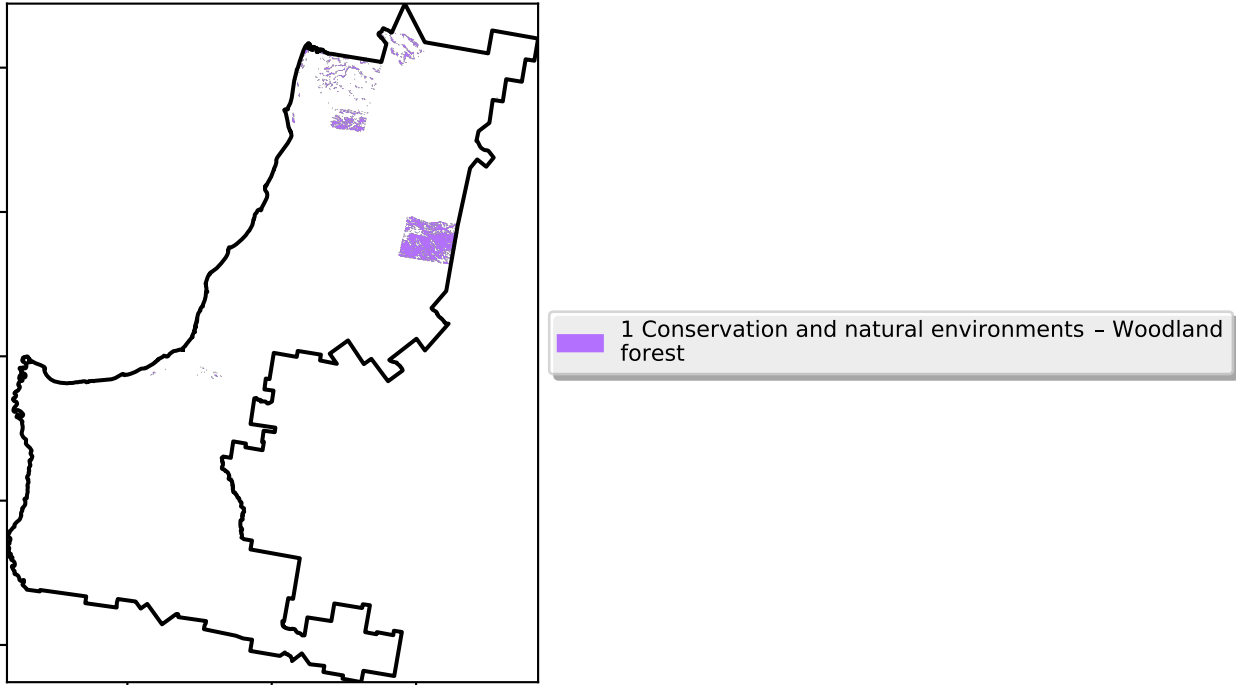 1 Conservation and natural environments – Woodland
forest